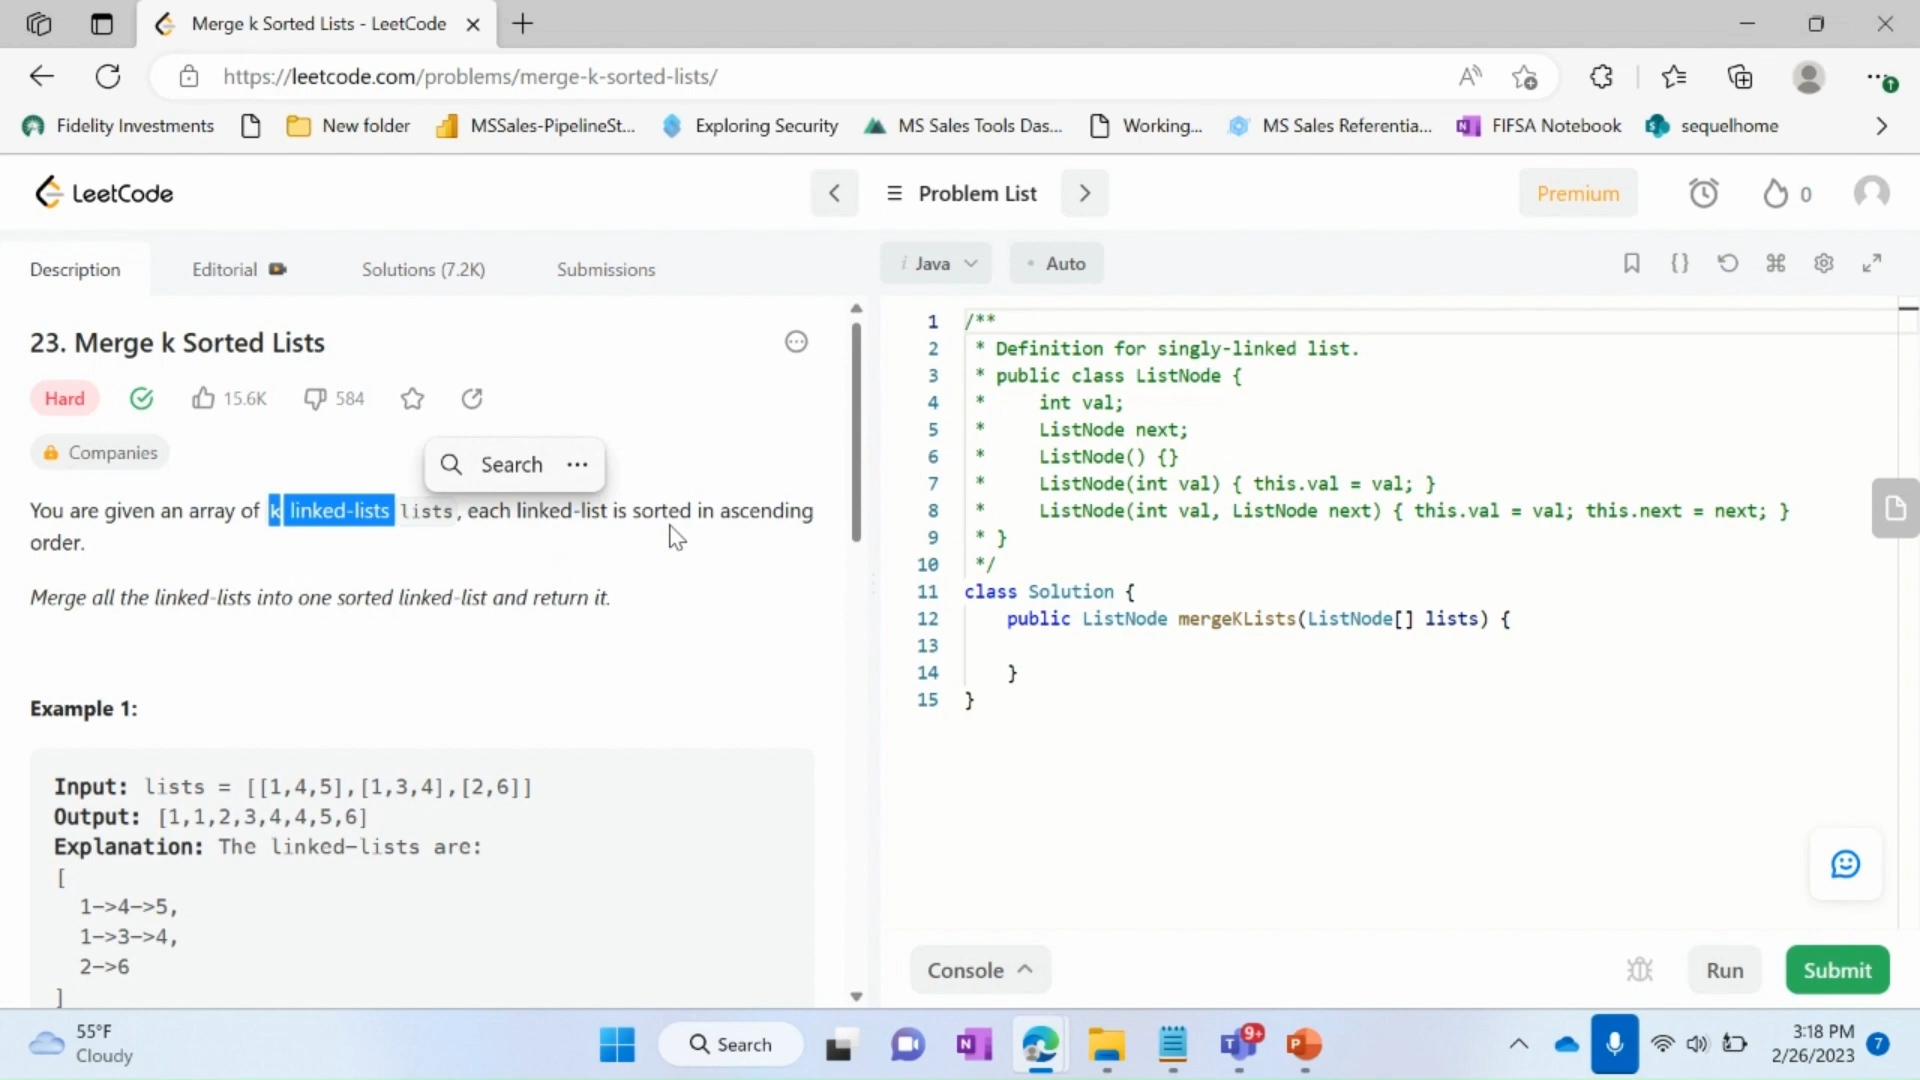 Merge k Sorted Lists - LeetCode
https://leetcode.com/problems/merge-k-sorted-lists/
Fidelity Investments New folder MSSales-PipelineSt... Exploring Security MS Sales Tools Das... Working... MS Sales Referentia... FIFSA Notebook sequelhome
LeetCode
Problem List
Premium
0
Description Editorial Solutions (7.2K) Submissions
23. Merge k Sorted Lists
Hard 15.6K 584
Companies
Search ...
You are given an array of k linked-lists lists, each linked-list is sorted in ascending
order.
Merge all the linked-lists into one sorted linked-list and return it.
Example 1:
Input: lists = [[1,4,5],[1,3,4],[2,6]]
Output: [1,1,2,3,4,4,5,6]
Explanation: The linked-lists are:
[
1->4->5,
1->3->4,
2->6
]
i Java Auto
{}
1 /**
2 * Definition for singly-linked list.
3 * public class ListNode {
4 *     int val;
5 *     ListNode next;
6 *     ListNode() {}
7 *     ListNode(int val) { this.val = val; }
8 *     ListNode(int val, ListNode next) { this.val = val; this.next = next; }
9 * }
10 */
11 class Solution {
12     public ListNode mergeKLists(ListNode[] lists) {
13
14     }
15 }
Console Run Submit
55°F
Cloudy
Search
9+
3:18 PM
2/26/2023
7